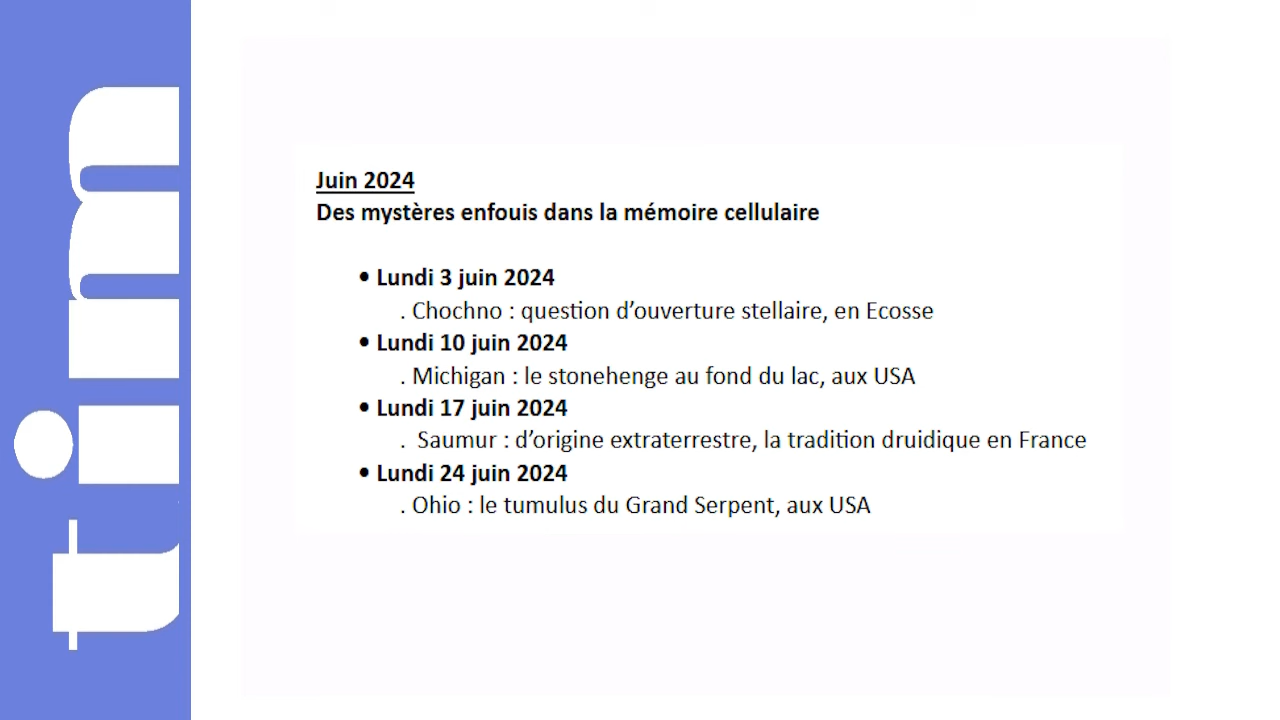 tim
Juin 2024
Des mystères enfouis dans la mémoire cellulaire
• Lundi 3 juin 2024
. Chochno : question d’ouverture stellaire, en Ecosse
• Lundi 10 juin 2024
. Michigan : le stonehenge au fond du lac, aux USA
• Lundi 17 juin 2024
. Saumur : d’origine extraterrestre, la tradition druidique en France
• Lundi 24 juin 2024
. Ohio : le tumulus du Grand Serpent, aux USA